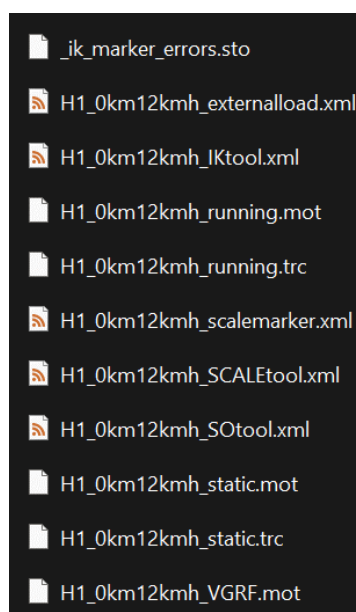 _ik_marker_errors.sto
H1_0km12kmh_externalload.xml
H1_0km12kmh_IKtool.xml
H1_0km12kmh_running.mot
H1_0km12kmh_running.trc
H1_0km12kmh_scalemarker.xml
H1_0km12kmh_SCALEtool.xml
H1_0km12kmh_SOtool.xml
H1_0km12kmh_static.mot
H1_0km12kmh_static.trc
H1_0km12kmh_VGRF.mot